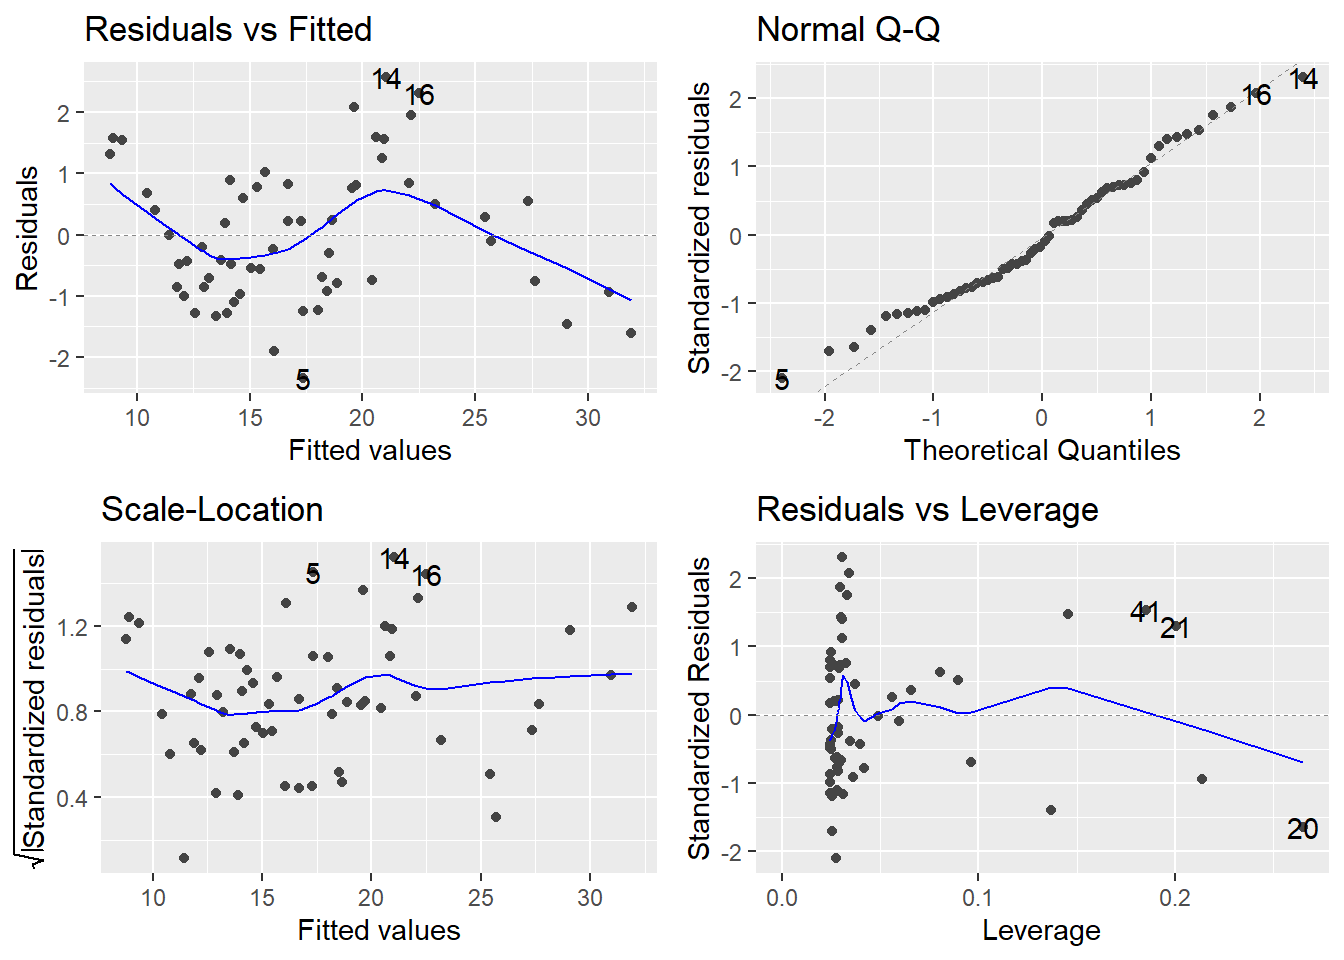 Residuals vs Fitted
14
16
5
2
1
0
-1
-2
Residuals
10 15 20 25 30
Fitted values
Normal Q-Q
14
16
5
2
1
0
-1
-2
Standardized residuals
-2 -1 0 1 2
Theoretical Quantiles
Scale-Location
14
5
16
1.2
0.8
0.4
√|Standardized residuals|
10 15 20 25 30
Fitted values
Residuals vs Leverage
41
21
20
2
1
0
-1
-2
Standardized Residuals
0.0 0.1 0.2
Leverage